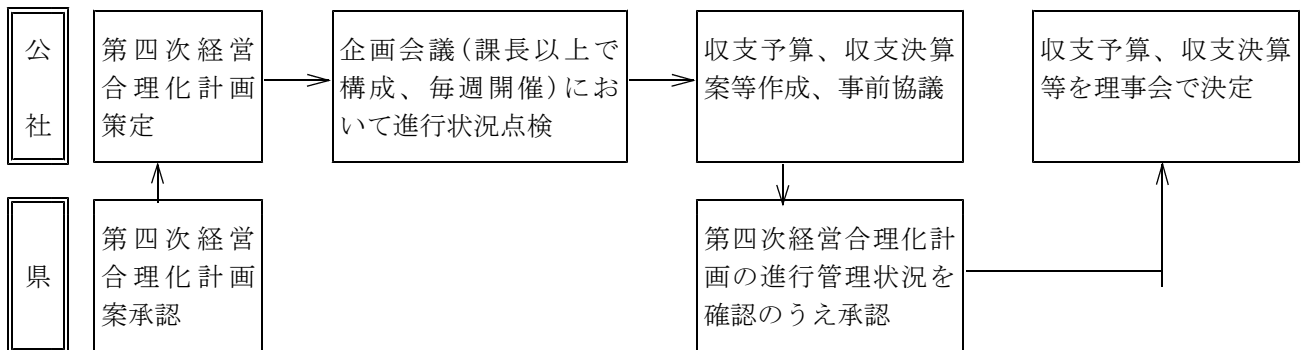 公
社
第四次経営
合理化計画
策定
企画会議(課長以上で
構成、毎週開催)にお
いて進行状況点検
収支予算、収支決算
案等作成、事前協議
収支予算、収支決算
等を理事会で決定
県
第四次経営
合理化計画
案承認
第四次経営合理化計
画の進行管理状況を
確認のうえ承認